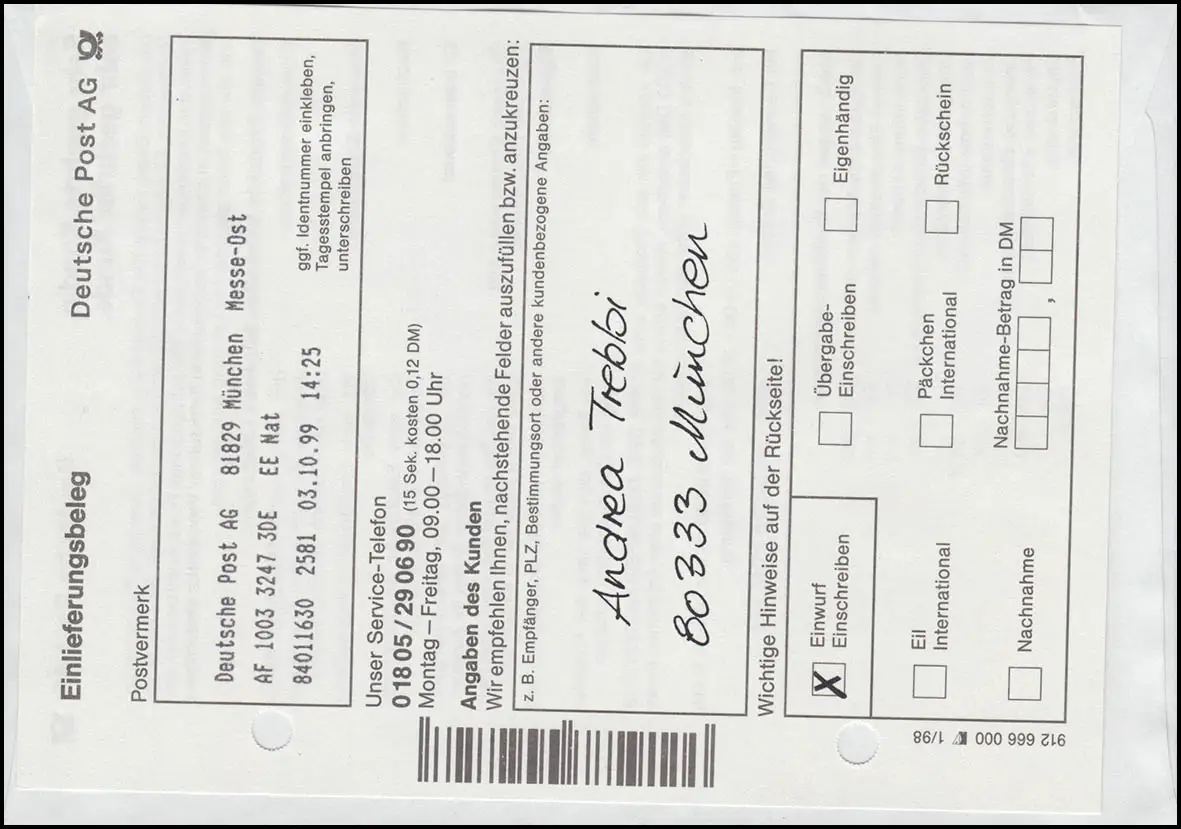 Einlieferungsbeleg
Deutsche Post AG
Postvermerk
Deutsche Post AG 81829 München Messe-Ost
AF 1003 3247 3DE EE Nat
84011630 2581 03.10.99 14:25
ggf. Identnummer einkleben,
Tagesstempel anbringen,
unterschreiben
Unser Service-Telefon
0 18 05 / 29 06 90 (15 Sek. kosten 0,12 DM)
Montag – Freitag, 09.00 – 18.00 Uhr
Angaben des Kunden
Wir empfehlen Ihnen, nachstehende Felder auszufüllen bzw. anzukreuzen:
z. B. Empfänger, PLZ, Bestimmungsort oder andere kundenbezogene Angaben:
Andrea Trebbi
80333 München
Wichtige Hinweise auf der Rückseite!
X Einwurf
Einschreiben
Übergabe-
Einschreiben
Eigenhändig
Eil
International
Päckchen
International
Rückschein
Nachnahme
Nachnahme-Betrag in DM
,
912 666 000 1/98